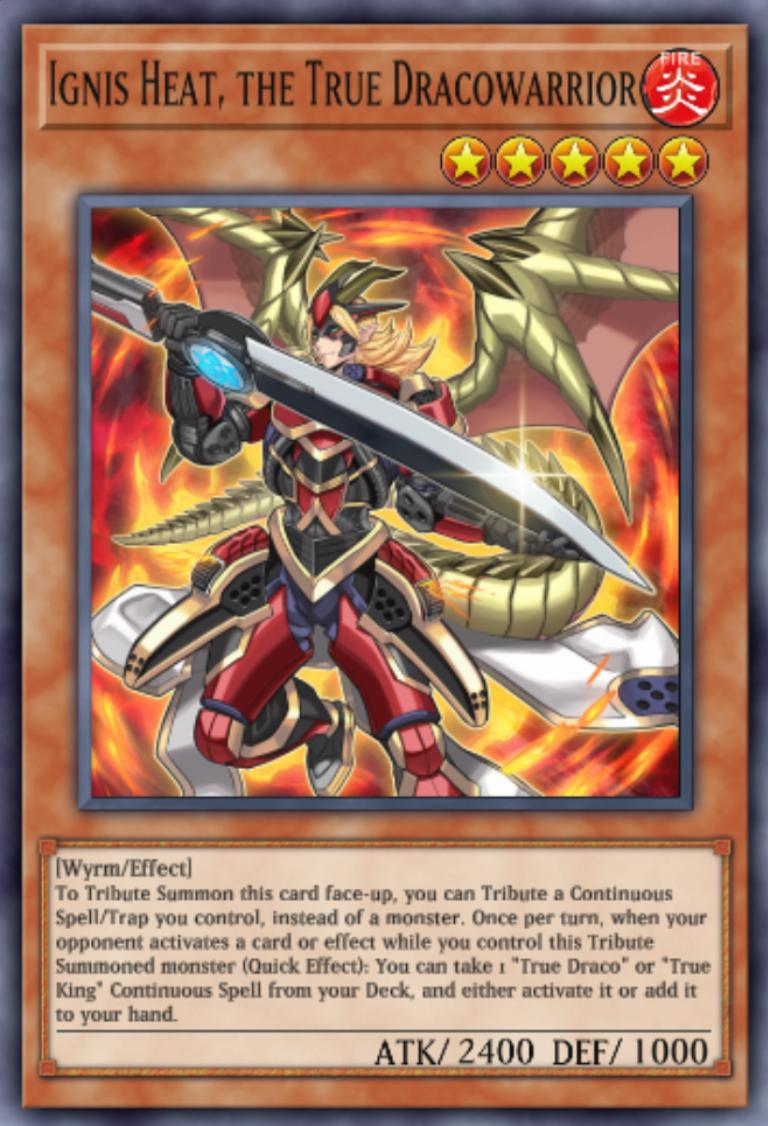 Ignis Heat, the True Dracowarrior
FIRE
炎
[Wyrm/Effect]
To Tribute Summon this card face-up, you can Tribute a Continuous
Spell/Trap you control, instead of a monster. Once per turn, when your
opponent activates a card or effect while you control this Tribute
Summoned monster (Quick Effect): You can take 1 "True Draco" or "True
King" Continuous Spell from your Deck, and either activate it or add it
to your hand.
ATK/ 2400 DEF/ 1000